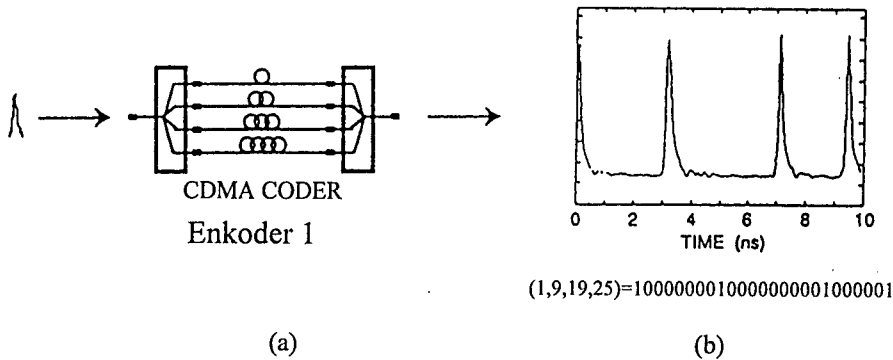 CDMA CODER
Enkoder 1
(a)
0 2 4 6 8 10
TIME (ns)
(1,9,19,25)=1000000010000000001000001
(b)